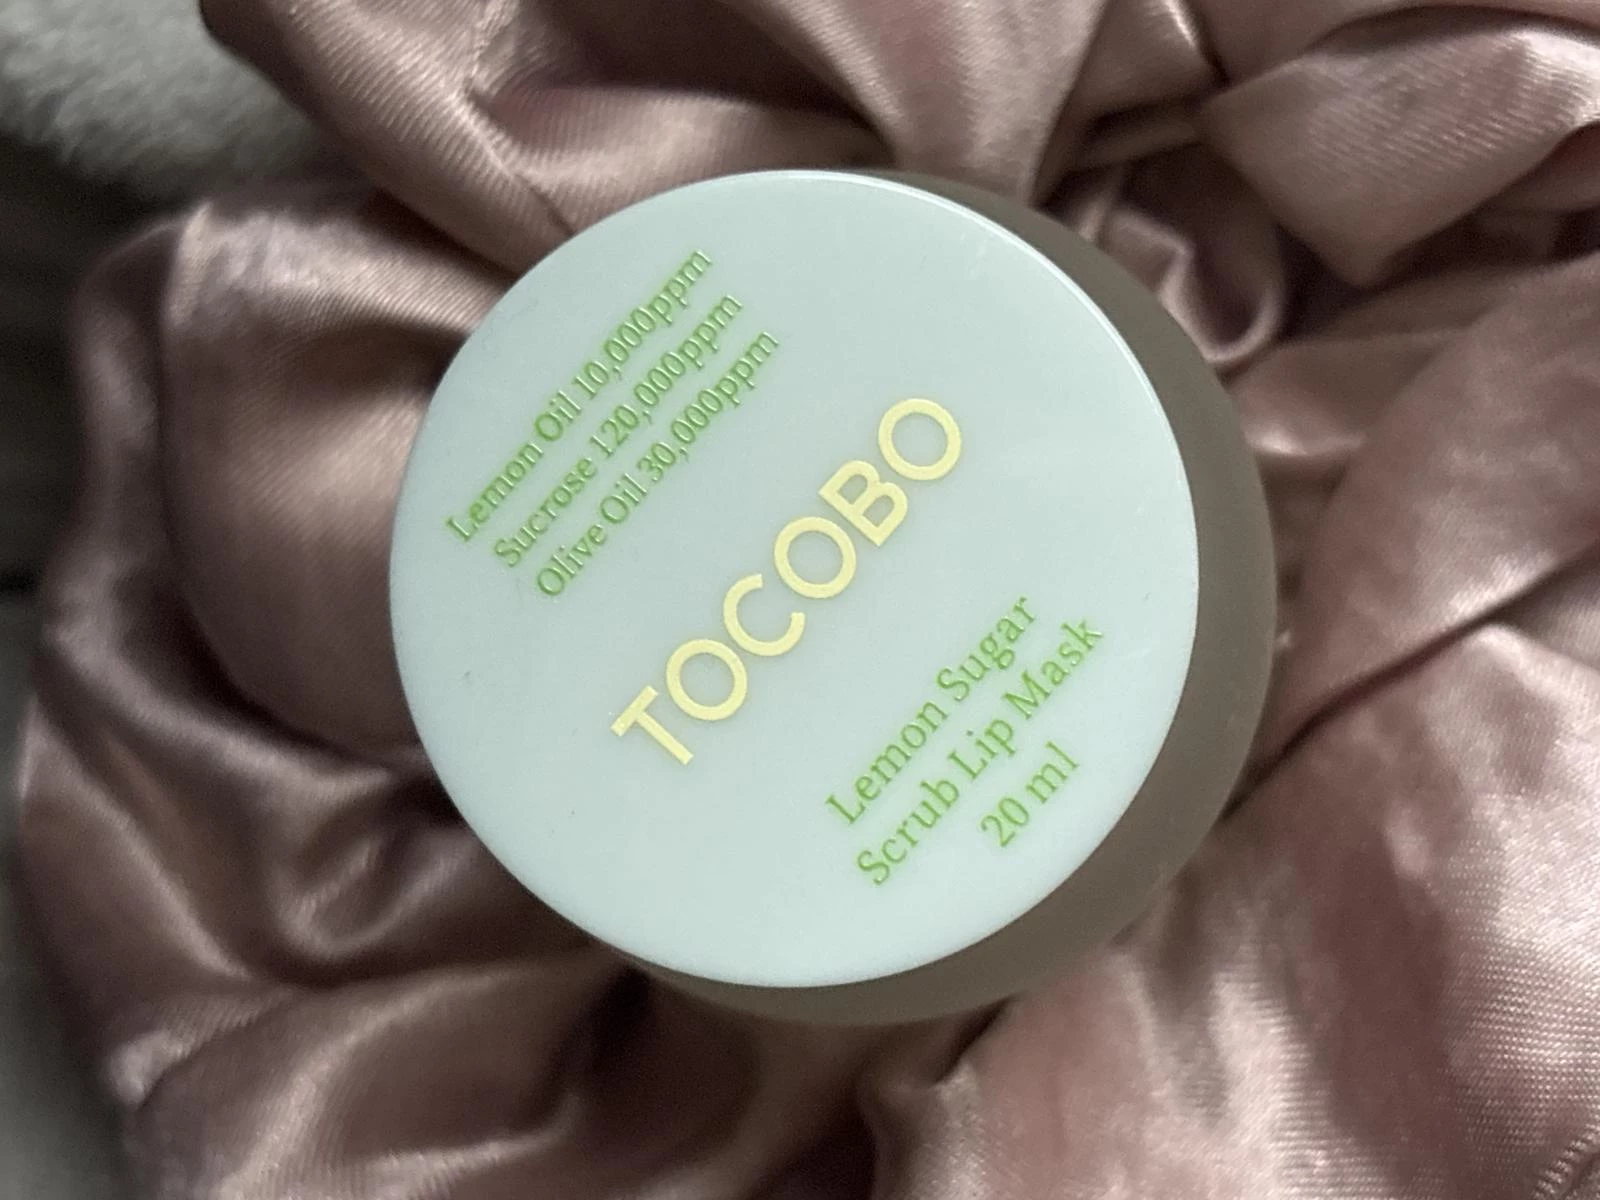 Lemon Oil 10,000ppm
Sucrose 120,000ppm
Olive Oil 30,000ppm
TOCOBO
Lemon Sugar
Scrub Lip Mask
20 ml